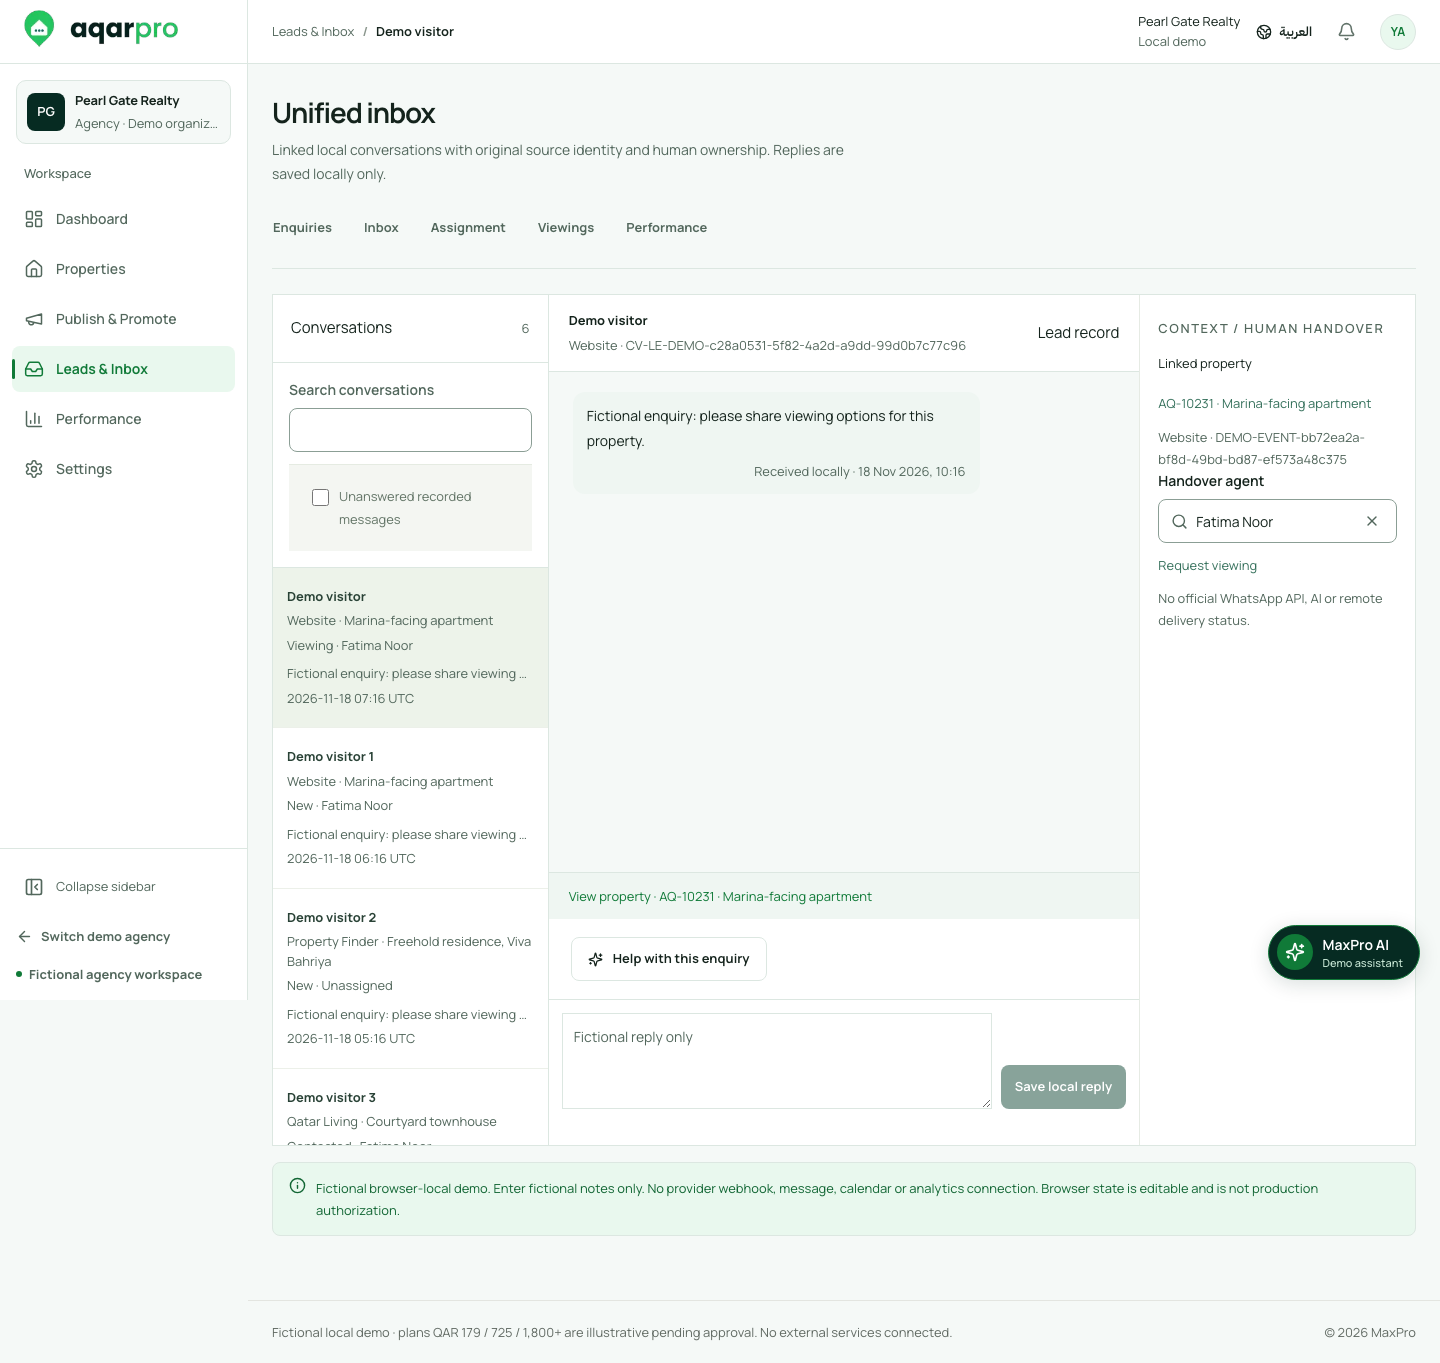 aqarpro
Leads & Inbox / Demo visitor
Pearl Gate Realty
Local demo
العربية
YA
PG
Pearl Gate Realty
Agency · Demo organiz...
Workspace
Dashboard
Properties
Publish & Promote
Leads & Inbox
Performance
Settings
Collapse sidebar
Switch demo agency
Fictional agency workspace
Unified inbox
Linked local conversations with original source identity and human ownership. Replies are
saved locally only.
Enquiries Inbox Assignment Viewings Performance
Conversations 6
Search conversations
Unanswered recorded
messages
Demo visitor
Website · Marina-facing apartment
Viewing · Fatima Noor
Fictional enquiry: please share viewing ...
2026-11-18 07:16 UTC
Demo visitor 1
Website · Marina-facing apartment
New · Fatima Noor
Fictional enquiry: please share viewing ...
2026-11-18 06:16 UTC
Demo visitor 2
Property Finder · Freehold residence, Viva
Bahriya
New · Unassigned
Fictional enquiry: please share viewing ...
2026-11-18 05:16 UTC
Demo visitor 3
Qatar Living · Courtyard townhouse
Contacted · Fatima Noor
Demo visitor
Website · CV-LE-DEMO-c28a0531-5f82-4a2d-a9dd-99d0b7c77c96
Lead record
Fictional enquiry: please share viewing options for this
property.
Received locally · 18 Nov 2026, 10:16
View property · AQ-10231 · Marina-facing apartment
Help with this enquiry
Fictional reply only
Save local reply
CONTEXT / HUMAN HANDOVER
Linked property
AQ-10231 · Marina-facing apartment
Website · DEMO-EVENT-bb72ea2a-
bf8d-49bd-bd87-ef573a48c375
Handover agent
Fatima Noor
Request viewing
No official WhatsApp API, AI or remote
delivery status.
MaxPro AI
Demo assistant
Fictional browser-local demo. Enter fictional notes only. No provider webhook, message, calendar or analytics connection. Browser state is editable and is not production
authorization.
Fictional local demo · plans QAR 179 / 725 / 1,800+ are illustrative pending approval. No external services connected.
© 2026 MaxPro